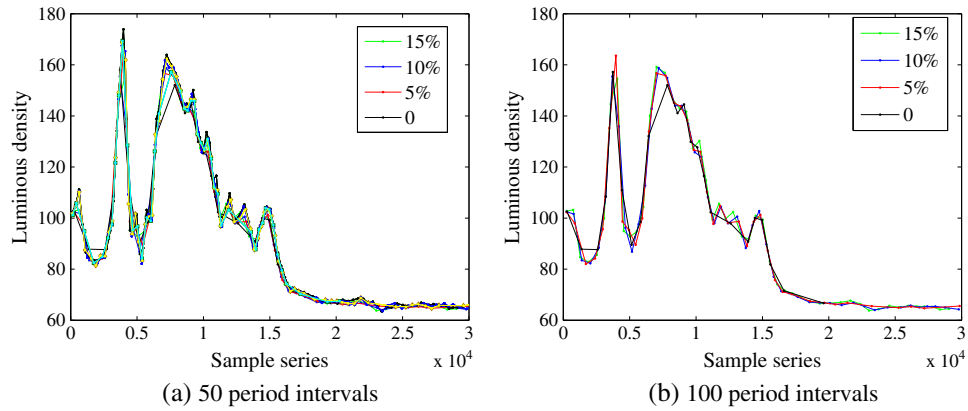 180
160
140
120
100
80
60
Luminous density
15%
10%
5%
0
0 0.5 1 1.5 2 2.5 3
x 10^4
Sample series
(a) 50 period intervals
180
160
140
120
100
80
60
Luminous density
15%
10%
5%
0
0 0.5 1 1.5 2 2.5 3
x 10^4
Sample series
(b) 100 period intervals